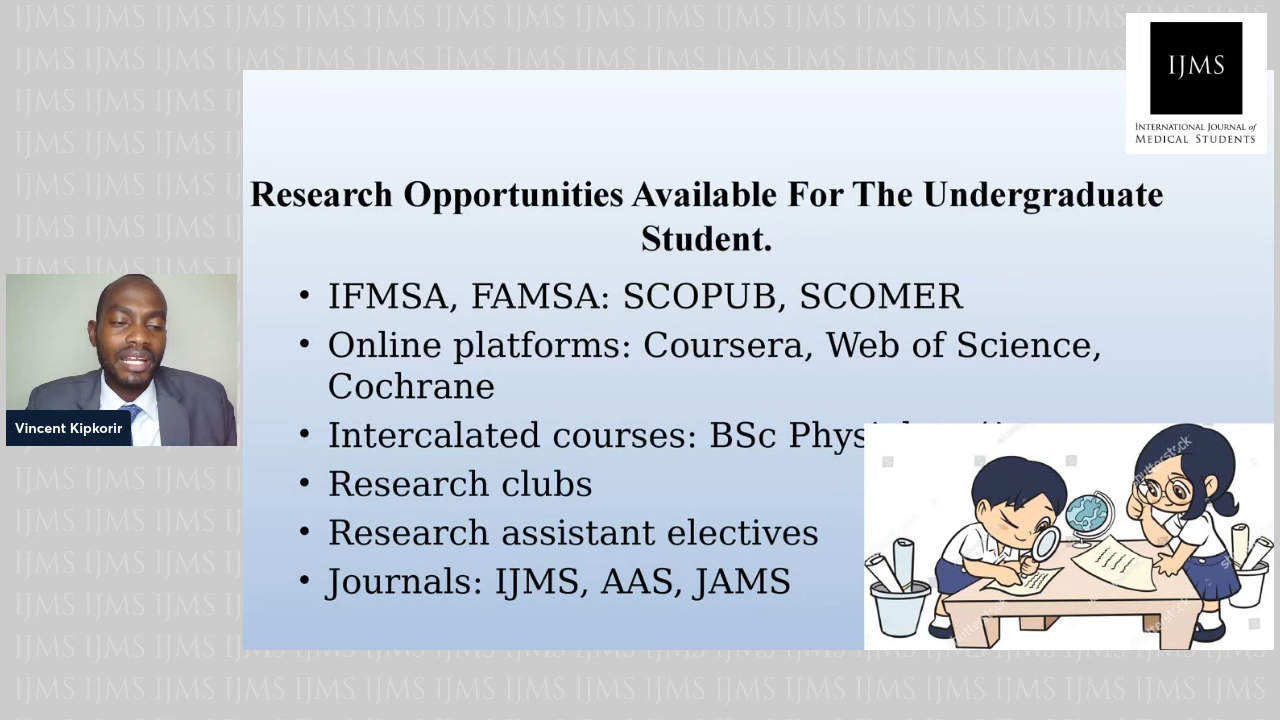 IJMS
INTERNATIONAL JOURNAL of
MEDICAL STUDENTS
Research Opportunities Available For The Undergraduate
Student.
• IFMSA, FAMSA: SCOPUB, SCOMER
• Online platforms: Coursera, Web of Science,
Cochrane
• Intercalated courses: BSc
• Research clubs
• Research assistant electives
• Journals: IJMS, AAS, JAMS
Vincent Kipkorir